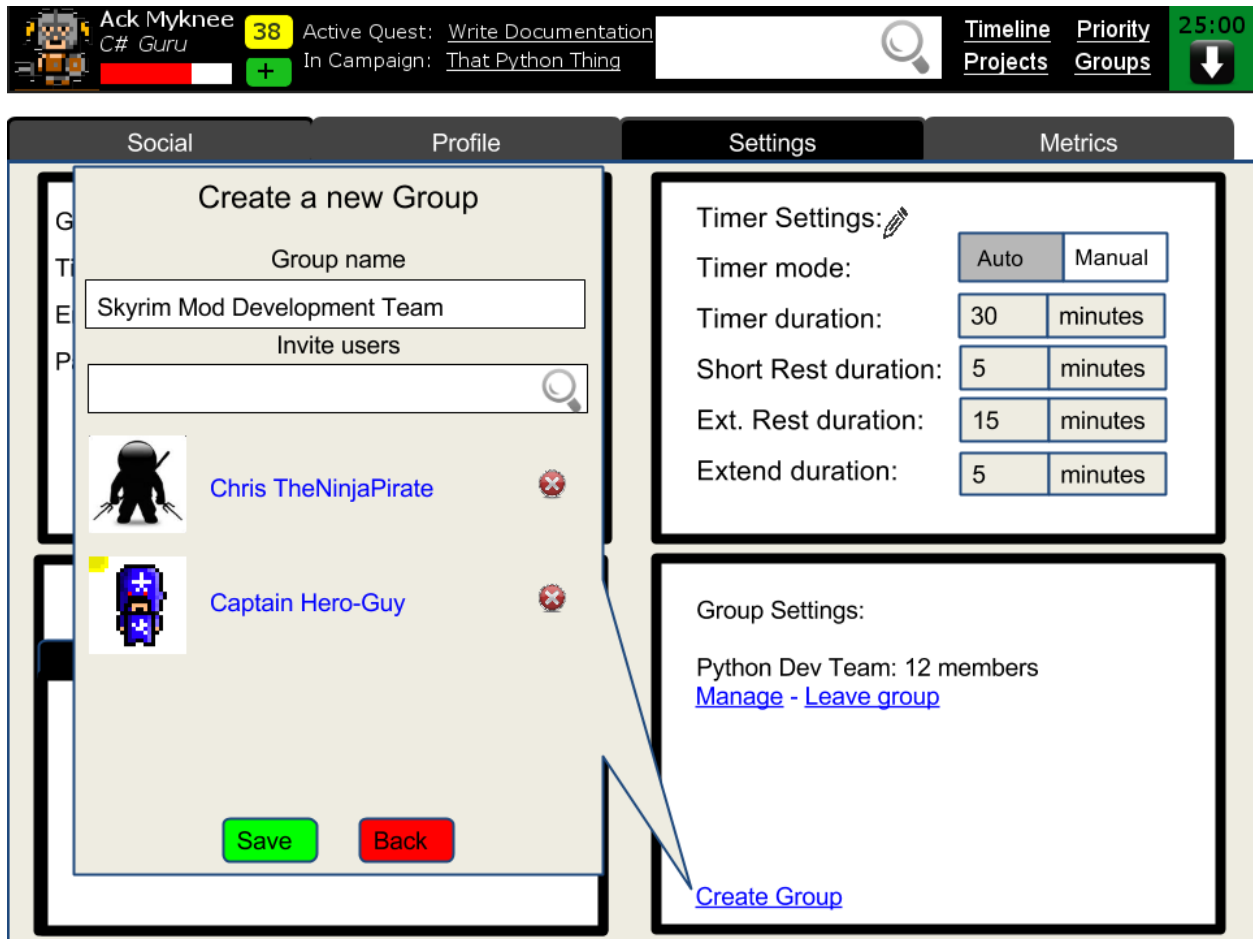 Ack Myknee
C# Guru
38
+
Active Quest: Write Documentation
In Campaign: That Python Thing
Timeline Priority
Projects Groups
25:00
Social Profile Settings Metrics
Create a new Group
Group name
Skyrim Mod Development Team
Invite users
Chris TheNinjaPirate
Captain Hero-Guy
Save Back
G
Ti
E
P
Timer Settings:
Timer mode: Auto Manual
Timer duration: 30 minutes
Short Rest duration: 5 minutes
Ext. Rest duration: 15 minutes
Extend duration: 5 minutes
Group Settings:
Python Dev Team: 12 members
Manage - Leave group
Create Group